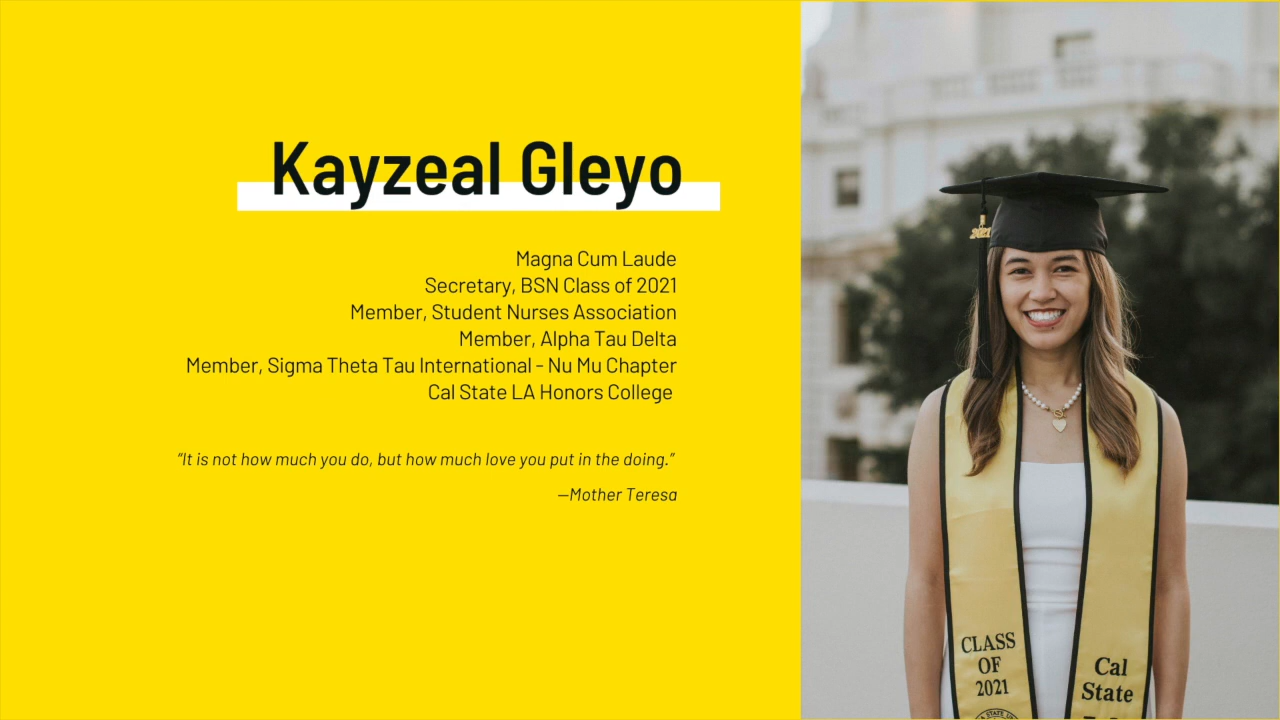 Kayzeal Gleyo
Magna Cum Laude
Secretary, BSN Class of 2021
Member, Student Nurses Association
Member, Alpha Tau Delta
Member, Sigma Theta Tau International - Nu Mu Chapter
Cal State LA Honors College
“It is not how much you do, but how much love you put in the doing.”
—Mother Teresa
2021
CLASS
OF
2021
Cal
State